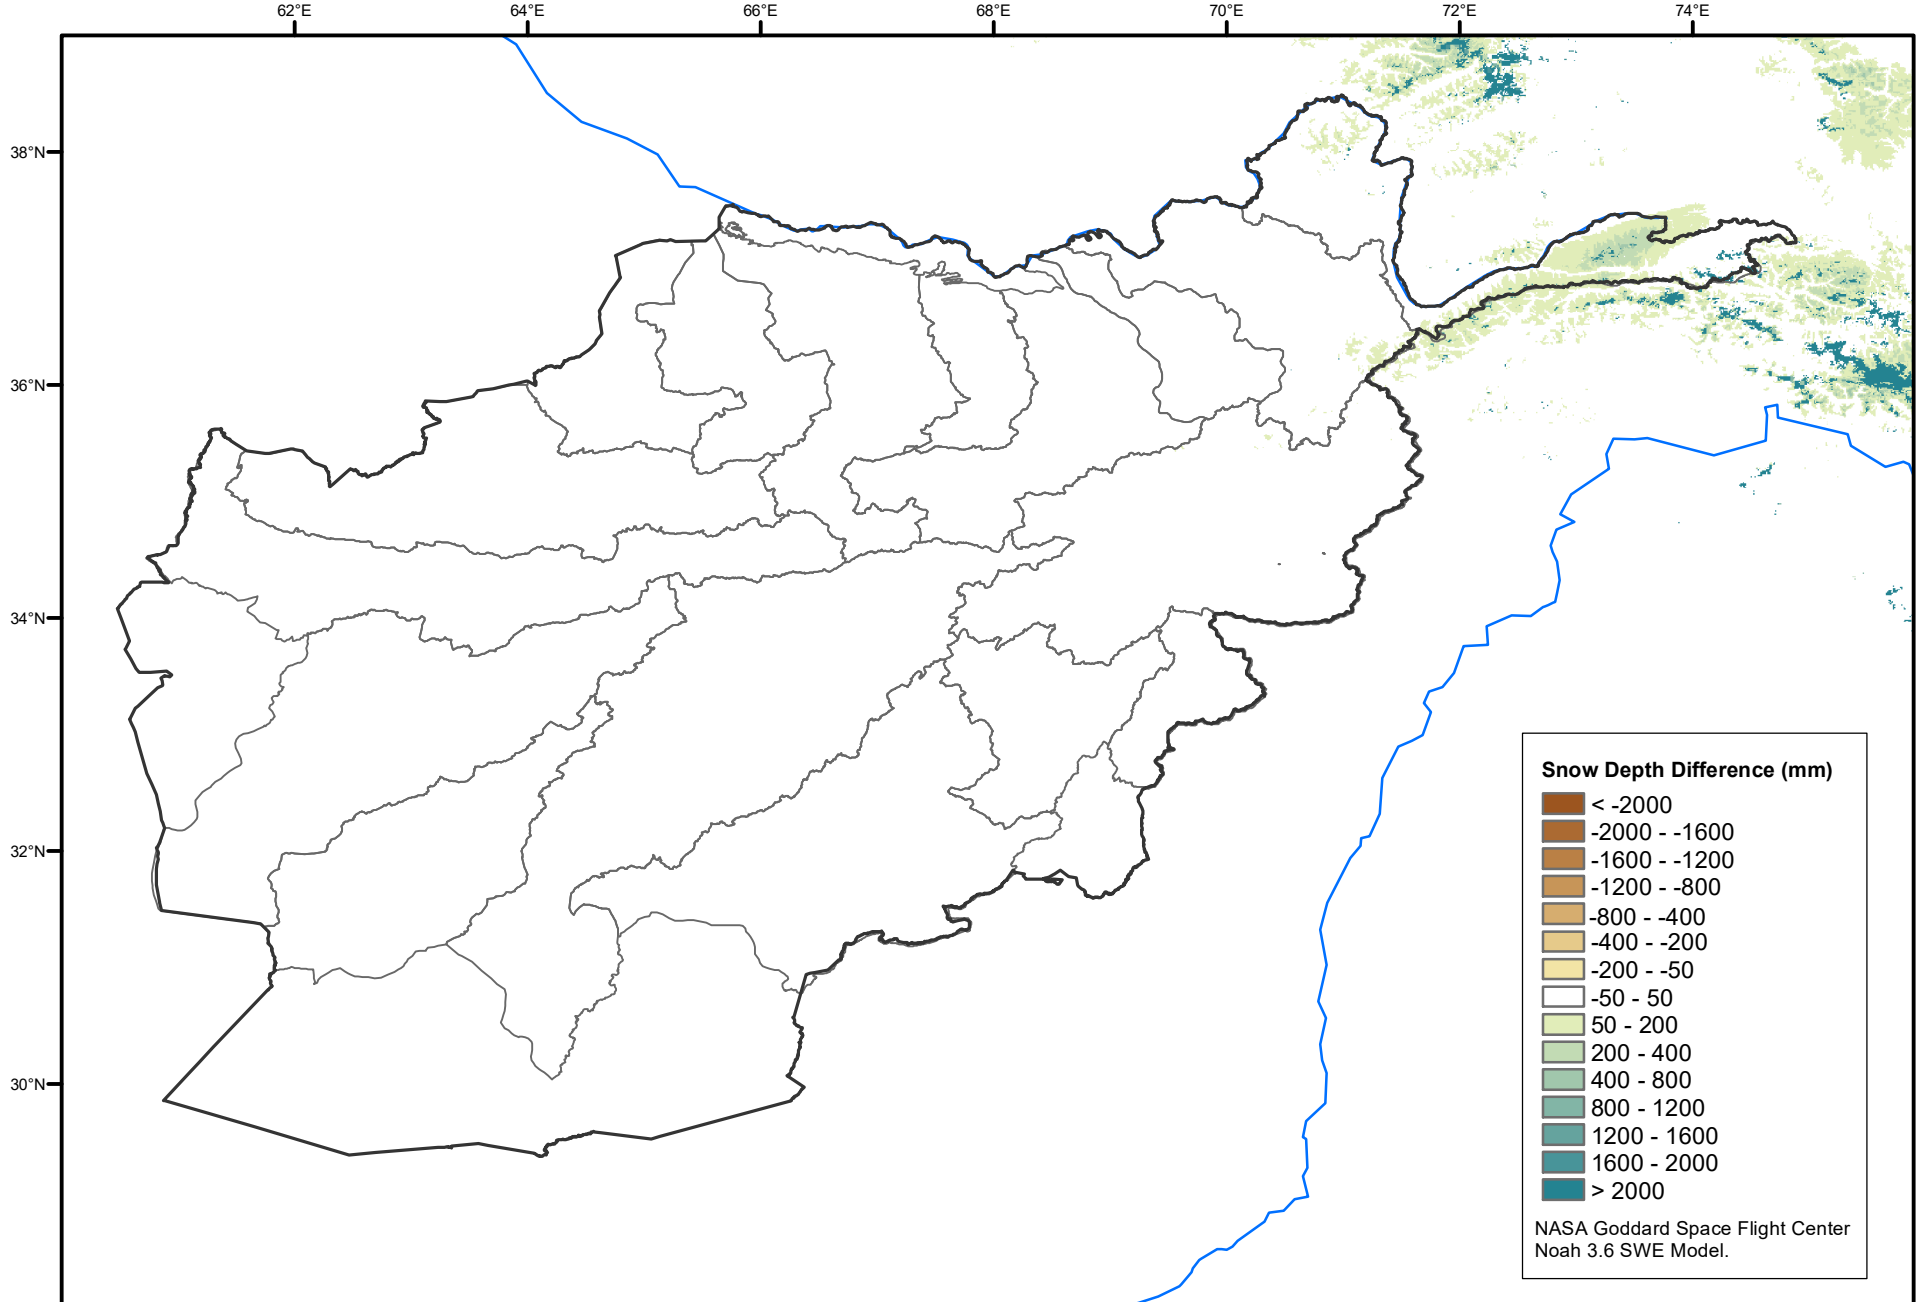 62°E
64°E
66°E
68°E
70°E
72°E
74°E
38°N
36°N
34°N
32°N
30°N
Snow Depth Difference (mm)
< -2000
-2000 - -1600
-1600 - -1200
-1200 - -800
-800 - -400
-400 - -200
-200 - -50
-50 - 50
50 - 200
200 - 400
400 - 800
800 - 1200
1200 - 1600
1600 - 2000
> 2000
NASA Goddard Space Flight Center
Noah 3.6 SWE Model.